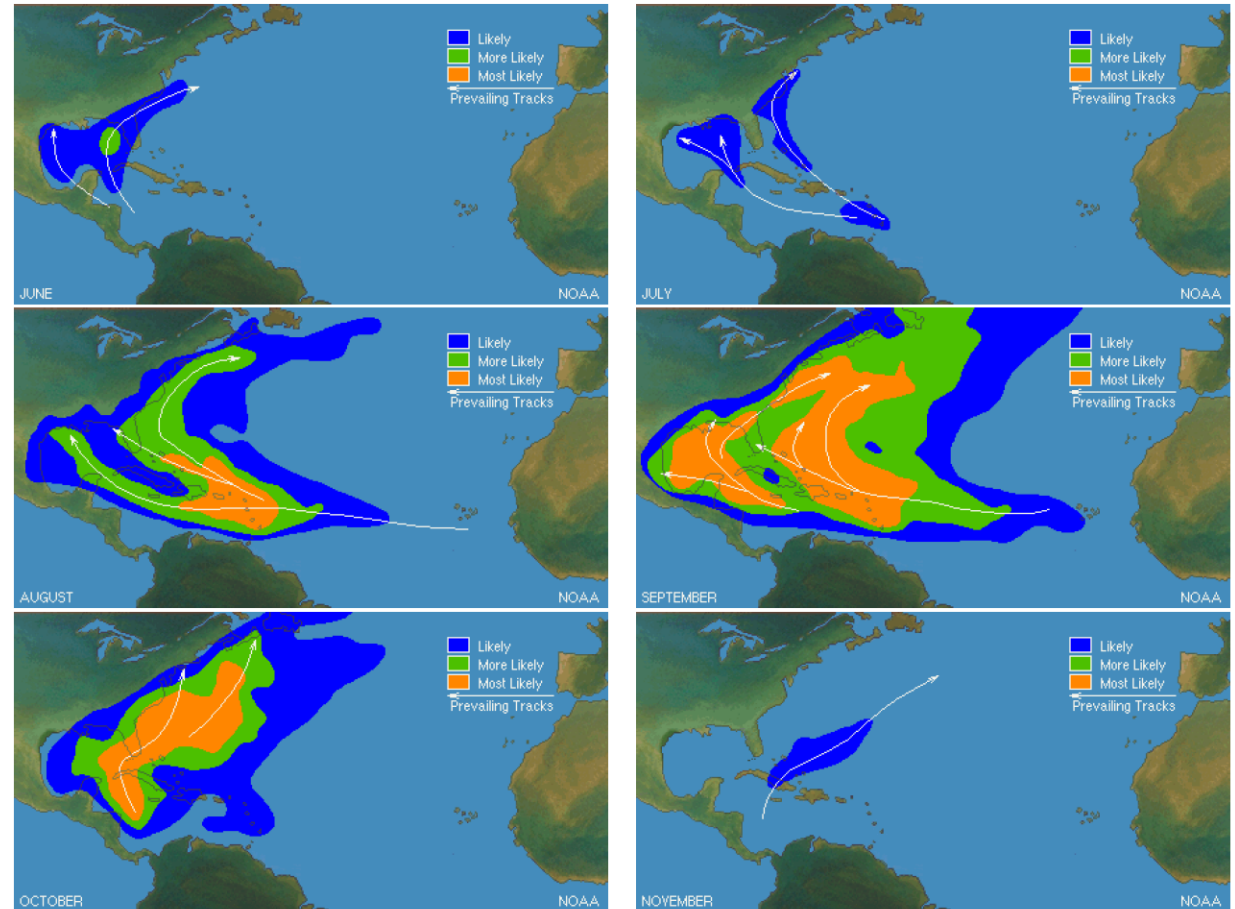 Likely
More Likely
Most Likely
Prevailing Tracks
JUNE
NOAA
Likely
More Likely
Most Likely
Prevailing Tracks
JULY
NOAA
Likely
More Likely
Most Likely
Prevailing Tracks
AUGUST
NOAA
Likely
More Likely
Most Likely
Prevailing Tracks
SEPTEMBER
NOAA
Likely
More Likely
Most Likely
Prevailing Tracks
OCTOBER
NOAA
Likely
More Likely
Most Likely
Prevailing Tracks
NOVEMBER
NOAA